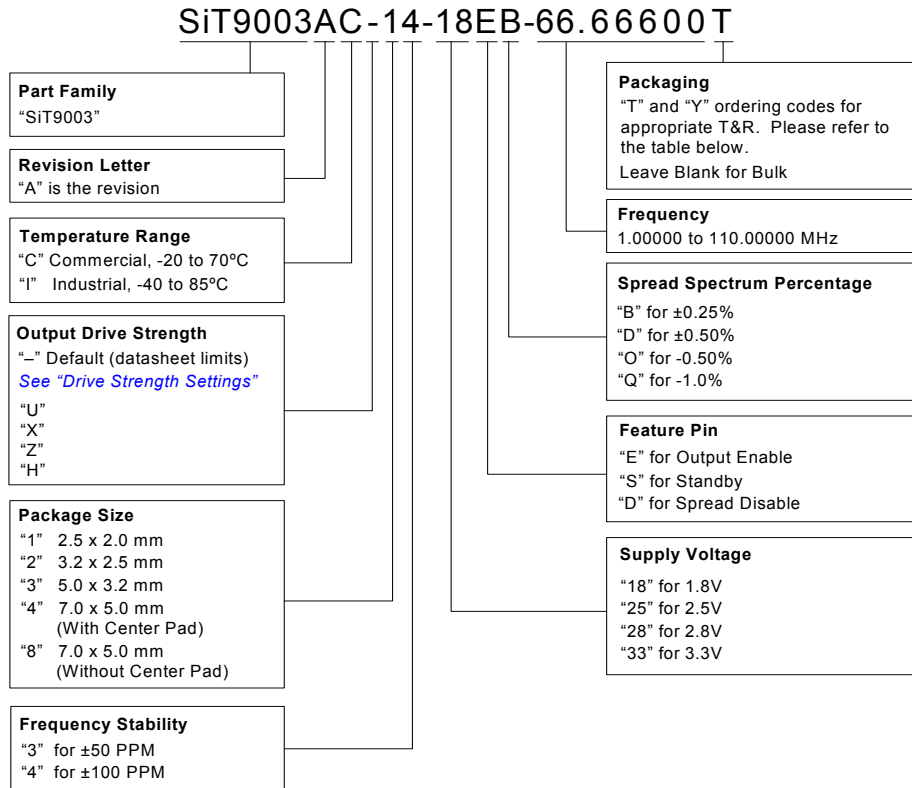 SiT9003AC-14-18EB-66.66600T
Part Family
“SiT9003”
Revision Letter
“A” is the revision
Temperature Range
“C” Commercial, -20 to 70ºC
“I” Industrial, -40 to 85ºC
Output Drive Strength
“–” Default (datasheet limits)
See “Drive Strength Settings”
“U”
“X”
“Z”
“H”
Package Size
“1” 2.5 x 2.0 mm
“2” 3.2 x 2.5 mm
“3” 5.0 x 3.2 mm
“4” 7.0 x 5.0 mm
(With Center Pad)
“8” 7.0 x 5.0 mm
(Without Center Pad)
Frequency Stability
“3” for ±50 PPM
“4” for ±100 PPM
Packaging
“T” and “Y” ordering codes for
appropriate T&R. Please refer to
the table below.
Leave Blank for Bulk
Frequency
1.00000 to 110.00000 MHz
Spread Spectrum Percentage
“B” for ±0.25%
“D” for ±0.50%
“O” for -0.50%
“Q” for -1.0%
Feature Pin
“E” for Output Enable
“S” for Standby
“D” for Spread Disable
Supply Voltage
“18” for 1.8V
“25” for 2.5V
“28” for 2.8V
“33” for 3.3V